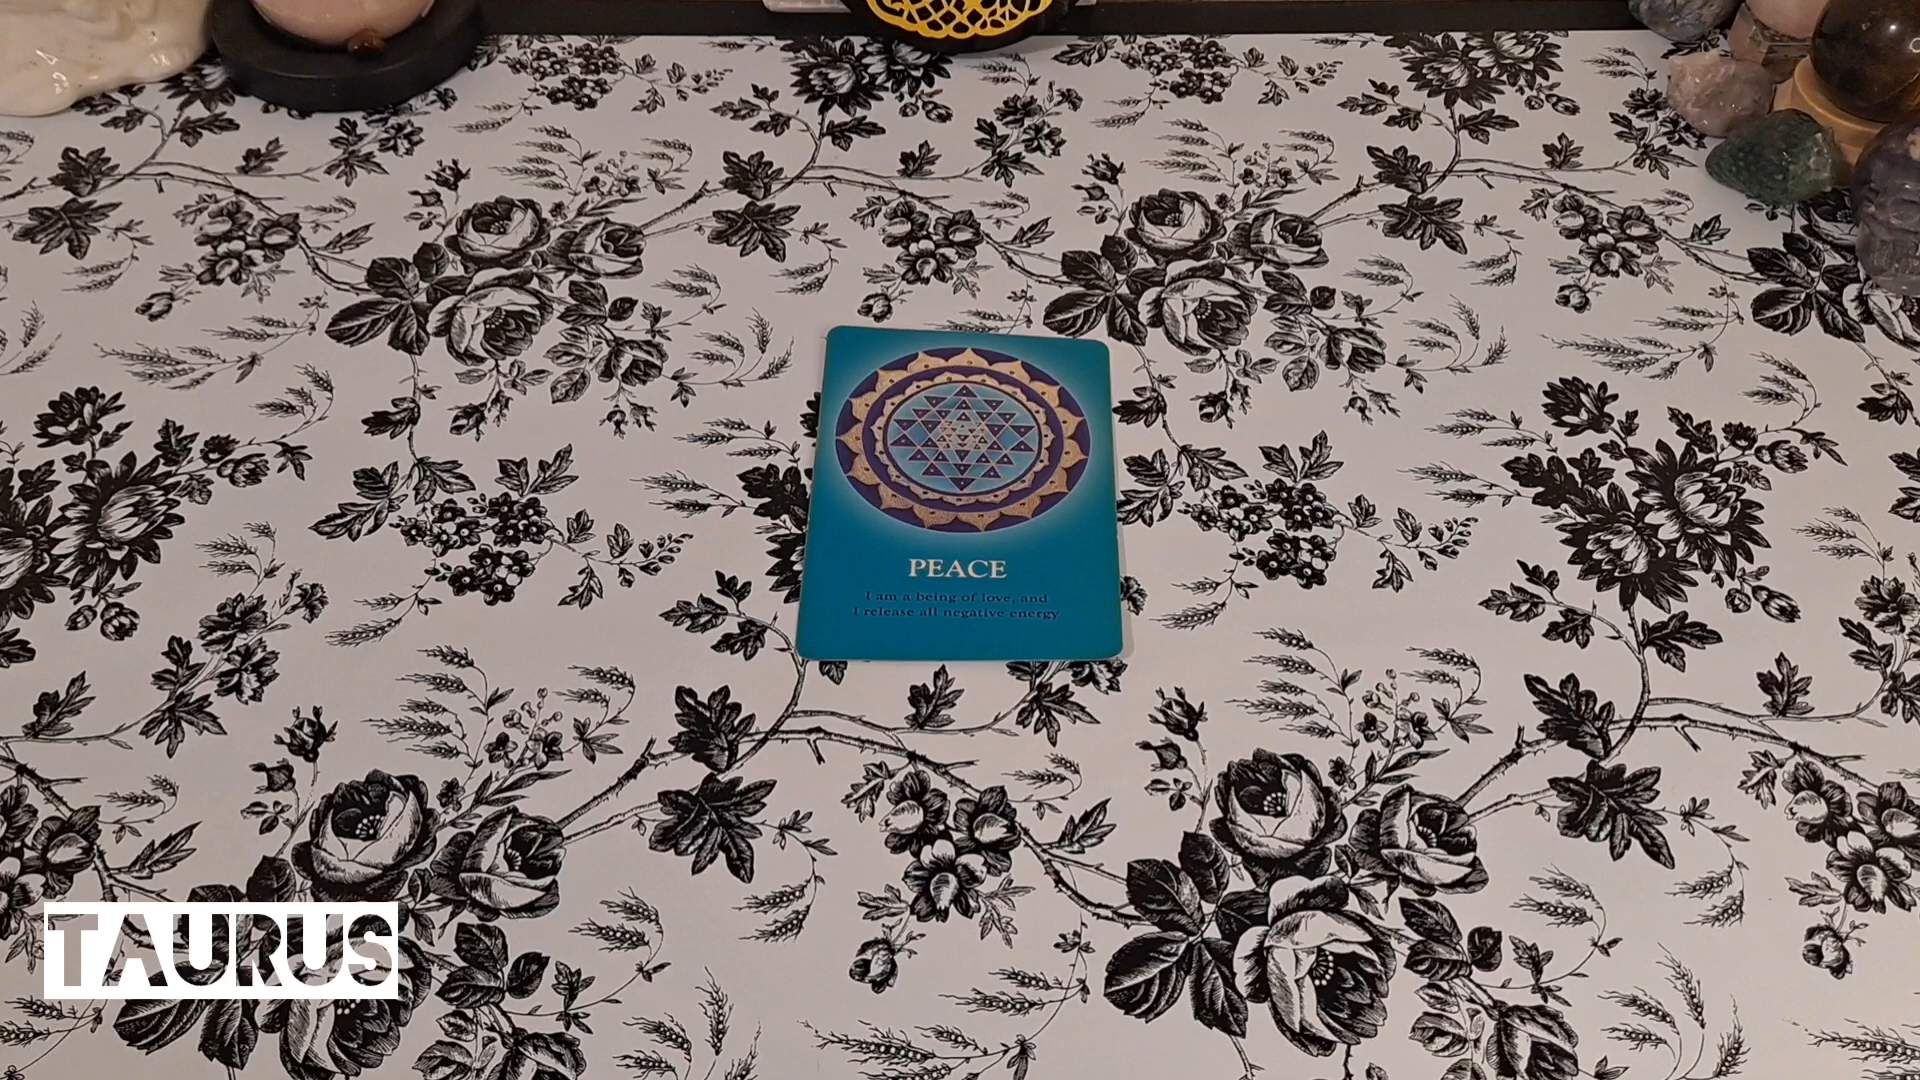 PEACE
I am a being of love, and
I release all negative energy
TAURUS